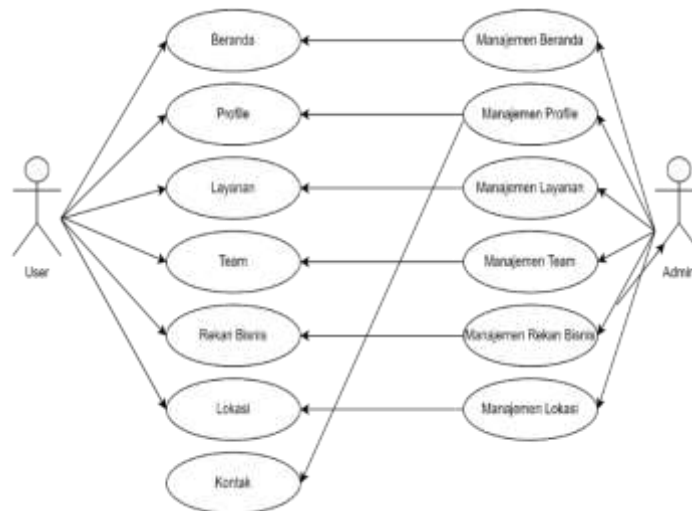 Beranda
Manajemen Beranda
Profile
Manajemen Profile
Layanan
Manajemen Layanan
Team
Manajemen Team
User
Admin
Rekan Bisnis
Manajemen Rekan Bisnis
Lokasi
Manajemen Lokasi
Kontak